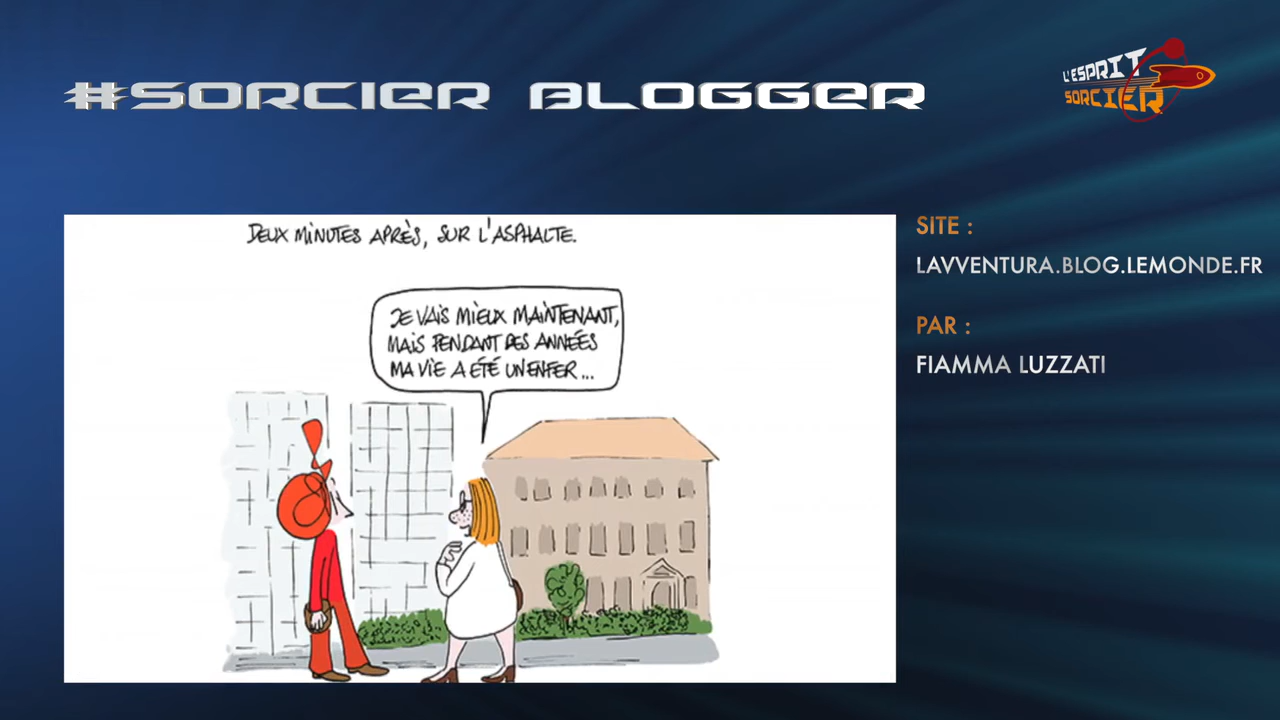 #SORCIER BLOGGER
L'ESPRIT
SORCIER
DEUX MINUTES APRÈS, SUR L'ASPHALTE.
JE VAIS MIEUX MAINTENANT,
MAIS PENDANT DES ANNÉES
MA VIE A ÉTÉ UN ENFER...
SITE :
LAVVENTURA.BLOG.LEMONDE.FR
PAR :
FIAMMA LUZZATI